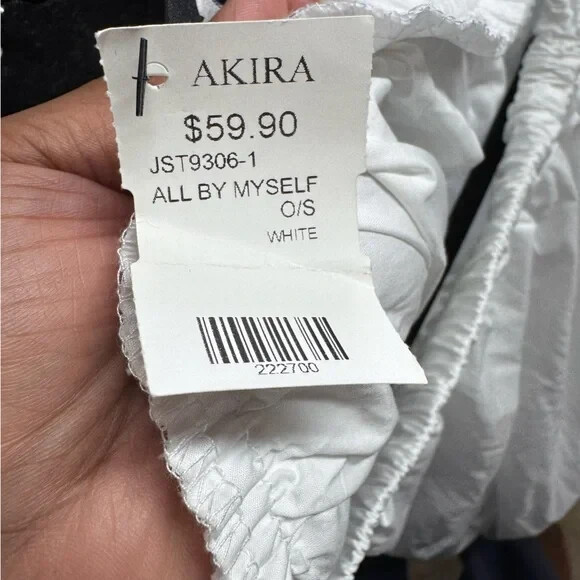 AKIRA
$59.90
JST9306-1
ALL BY MYSELF
O/S
WHITE
222700